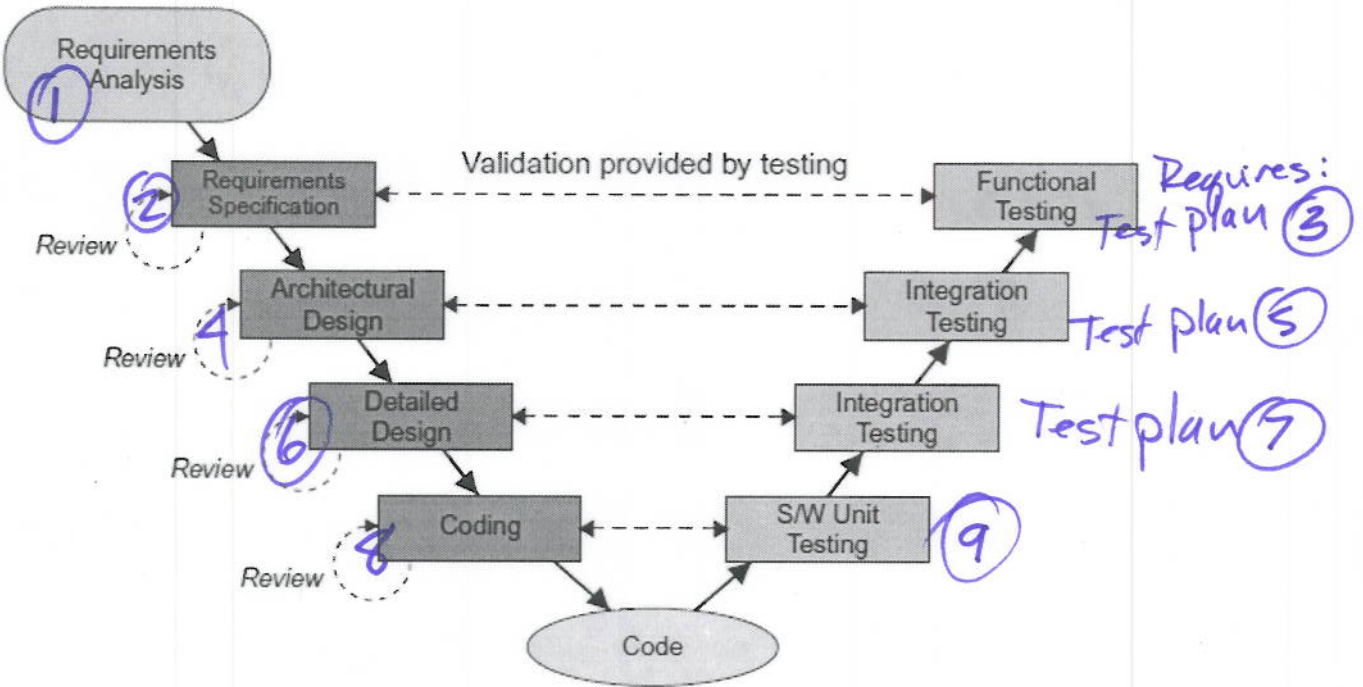 Requirements
Analysis
1
Validation provided by testing
Requirements
Specification
2
Review
Functional
Testing
Requires:
Test plan 3
Architectural
Design
4
Review
Integration
Testing
Test plan 5
Detailed
Design
6
Review
Integration
Testing
Test plan 7
Coding
8
Review
S/W Unit
Testing
9
Code